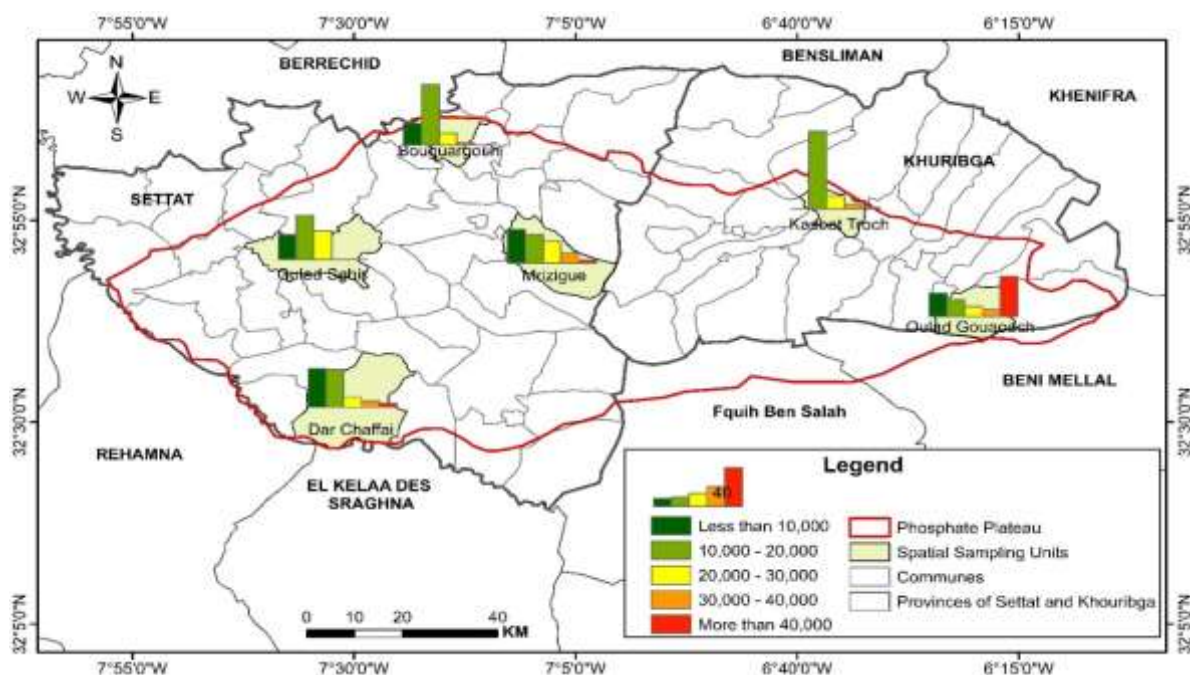 7°55'0"W 7°30'0"W 7°5'0"W 6°40'0"W 6°15'0"W
BENSLIMAN
BERRECHID
N
W E
S
KHENIFRA
Bouguargouh
KHURIBGA
SETTAT
Kasbat Troch
32°55'0"N 32°55'0"N
Mrizigue
Dar Chaffai
BENI MELLAL
Fquih Ben Salah
32°30'0"N 32°30'0"N
REHAMNA
EL KELAA DES
SRAGHNA
Legend
40
Less than 10,000
10,000 - 20,000
20,000 - 30,000
30,000 - 40,000
More than 40,000
Phosphate Plateau
Spatial Sampling Units
Communes
Provinces of Settat and Khouribga
0 10 20 40
KM
32°5'0"N 32°5'0"N
7°55'0"W 7°30'0"W 7°5'0"W 6°40'0"W 6°15'0"W